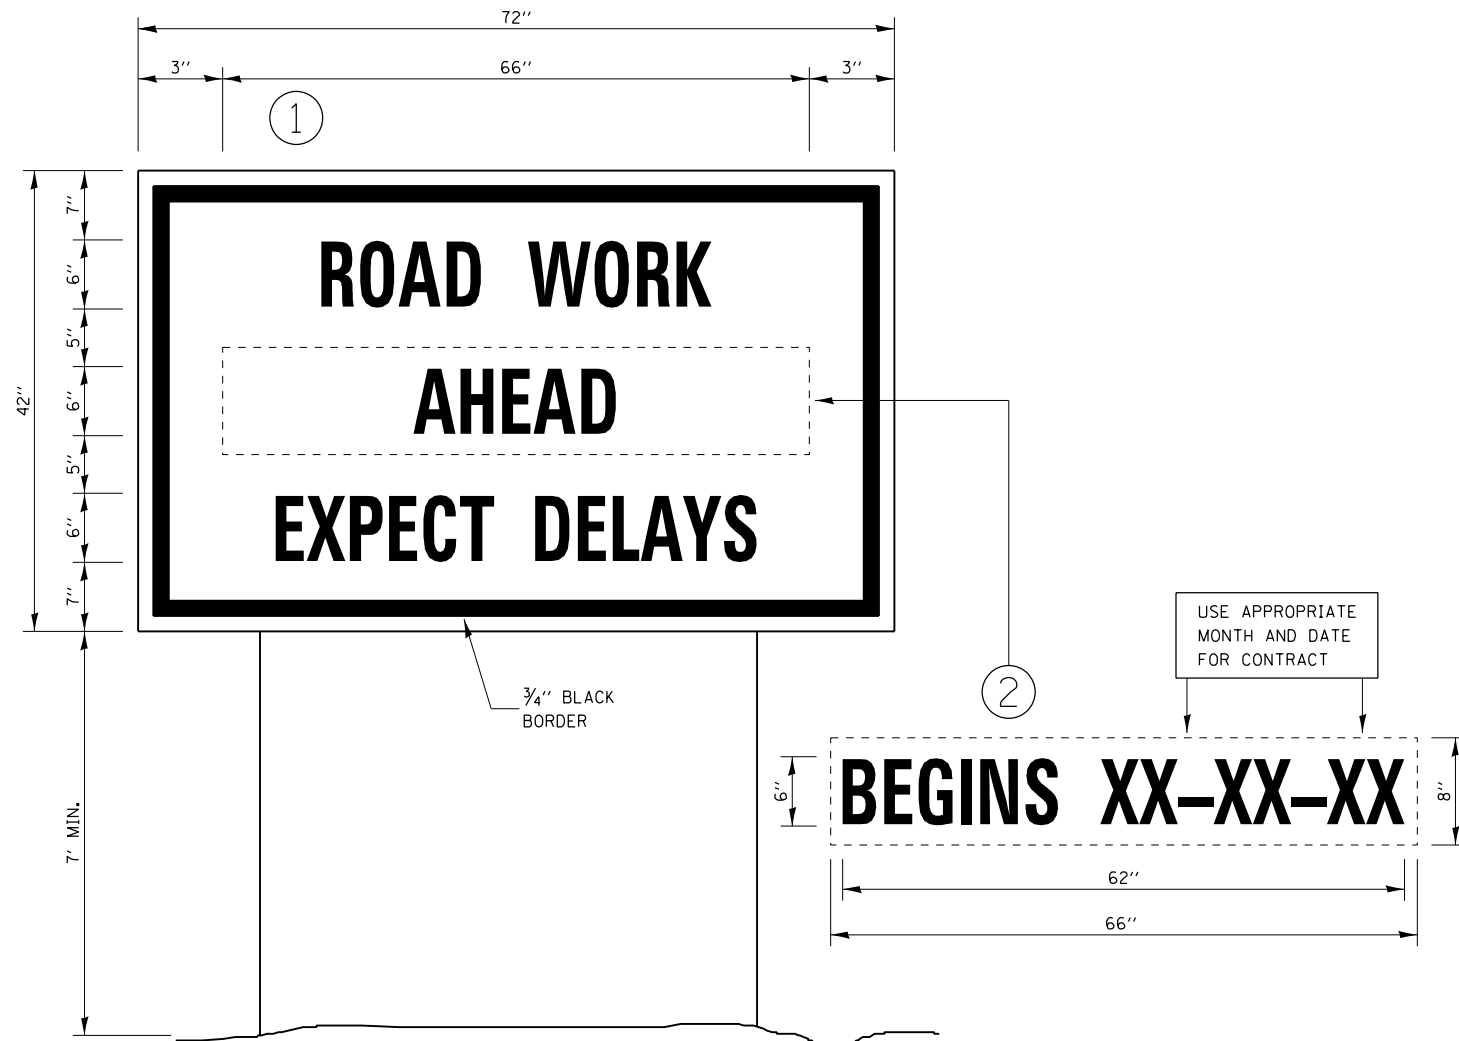 72''
3'' 66'' 3''
1
7''
6''
5''
6''
5''
6''
7''
42''
7' MIN.
ROAD WORK
AHEAD
EXPECT DELAYS
3/4'' BLACK
BORDER
2
USE APPROPRIATE
MONTH AND DATE
FOR CONTRACT
BEGINS XX-XX-XX
6''
8''
62''
66''